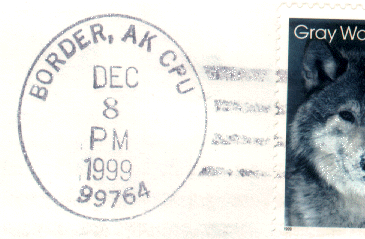 BORDER, AK CPU
DEC
8
PM
1999
99764
Gray Wo